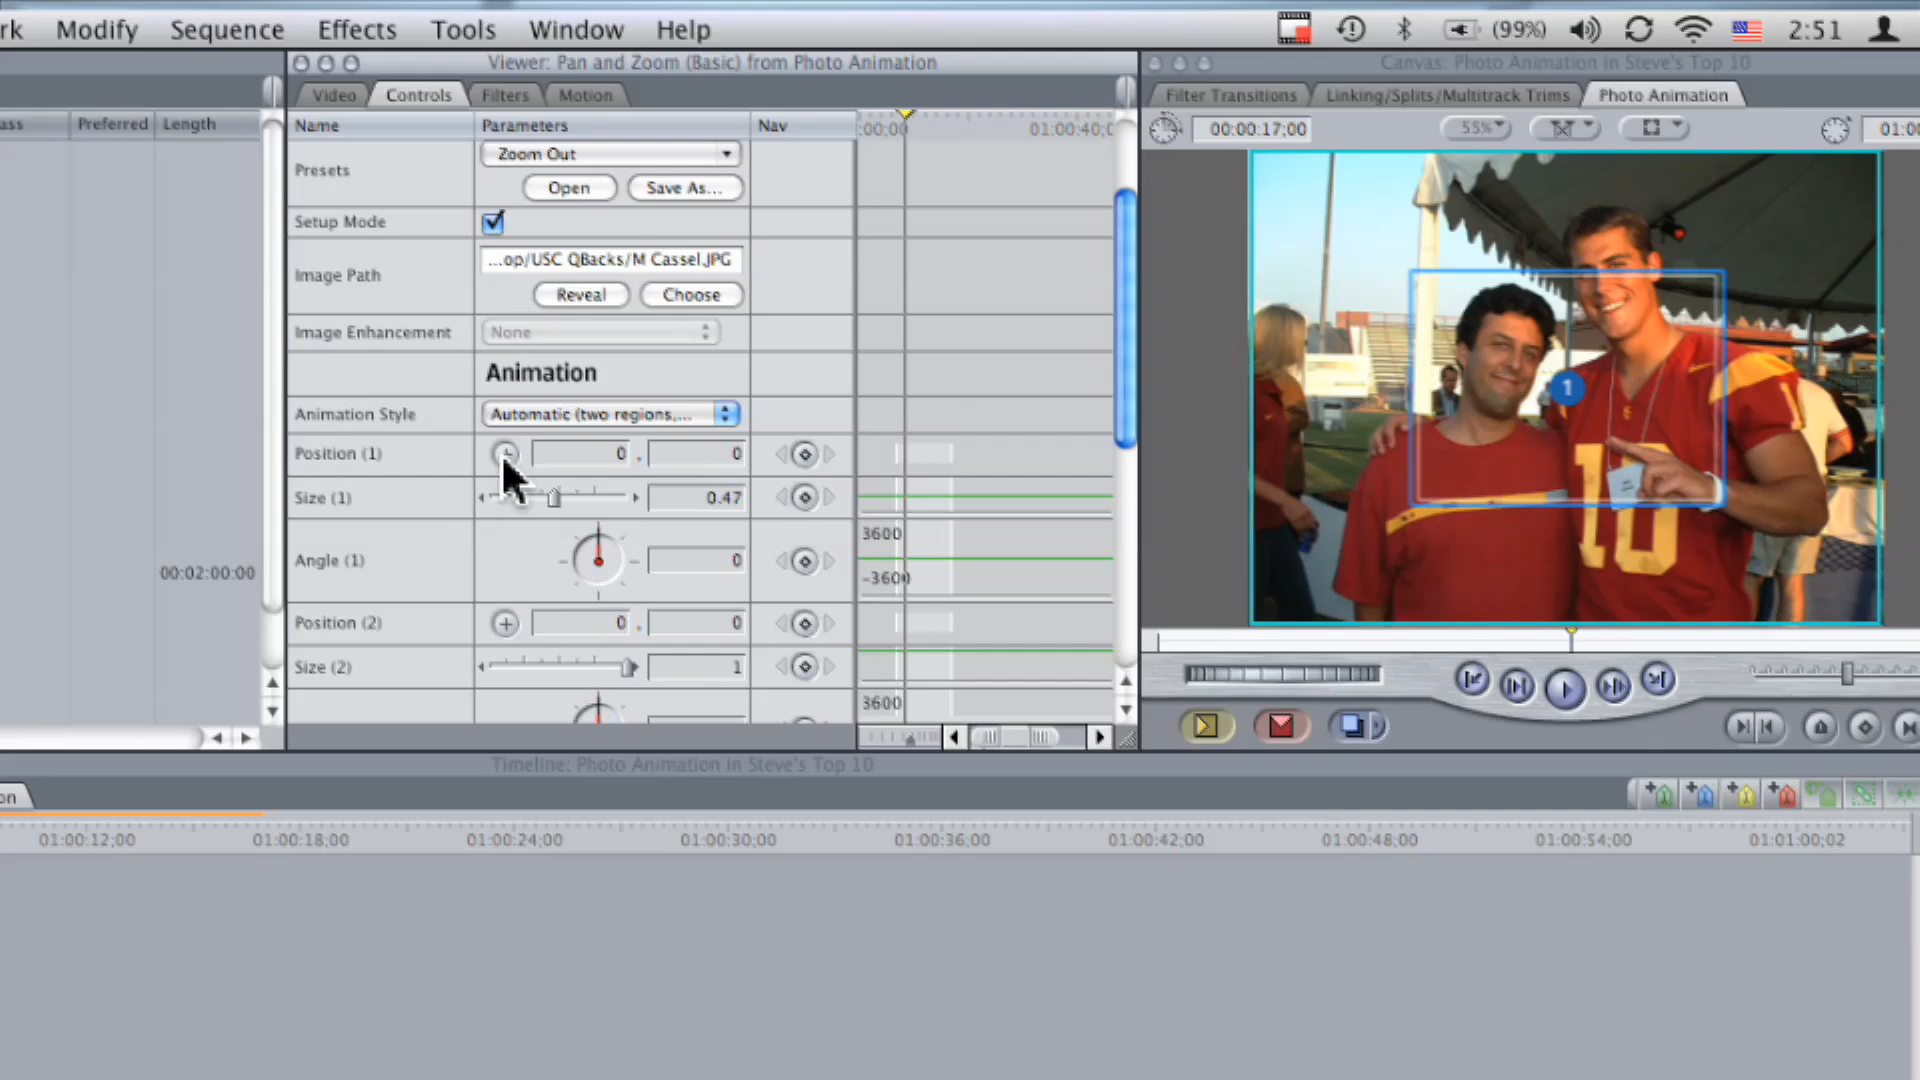 rk Modify Sequence Effects Tools Window Help (99%) 2:51
Viewer: Pan and Zoom (Basic) from Photo Animation
Canvas: Photo Animation in Steve's Top 10
Video Controls Filters Motion
Filter Transitions Linking/Splits/Multitrack Trims Photo Animation
ass Preferred Length
Name Parameters Nav
:00;00 01:00:40;0
00:00:17;00 55% 01:00
Presets Zoom Out
Open Save As...
Setup Mode
Image Path ...op/USC QBacks/M Cassel.JPG
Reveal Choose
Image Enhancement None
Animation
Animation Style Automatic (two regions,...
Position (1) 0 , 0
Size (1) 0.47
Angle (1) 0
3600
-3600
Position (2) 0 , 0
Size (2) 1
3600
00:02:00:00
1
10
Timeline: Photo Animation in Steve's Top 10
on
01:00:12;00 01:00:18;00 01:00:24;00 01:00:30;00 01:00:36;00 01:00:42;00 01:00:48;00 01:00:54;00 01:01:00;02